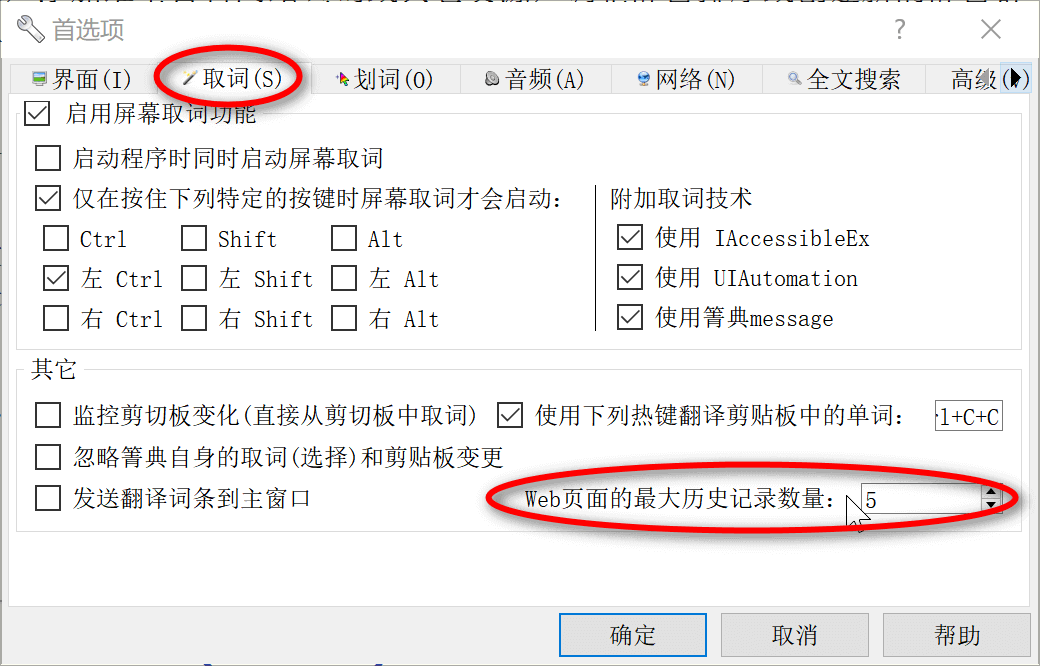 首选项
界面(I) 取词(S) 划词(O) 音频(A) 网络(N) 全文搜索 高级
启用屏幕取词功能
启动程序时同时启动屏幕取词
仅在按住下列特定的按键时屏幕取词才会启动: 附加取词技术
Ctrl Shift Alt 使用 IAccessibleEx
左 Ctrl 左 Shift 左 Alt 使用 UIAutomation
右 Ctrl 右 Shift 右 Alt 使用箐典message
其它
监控剪切板变化(直接从剪切板中取词) 使用下列热键翻译剪贴板中的单词: l+C+C
忽略箐典自身的取词(选择)和剪贴板变更
发送翻译词条到主窗口 Web页面的最大历史记录数量: 5
确定 取消 帮助